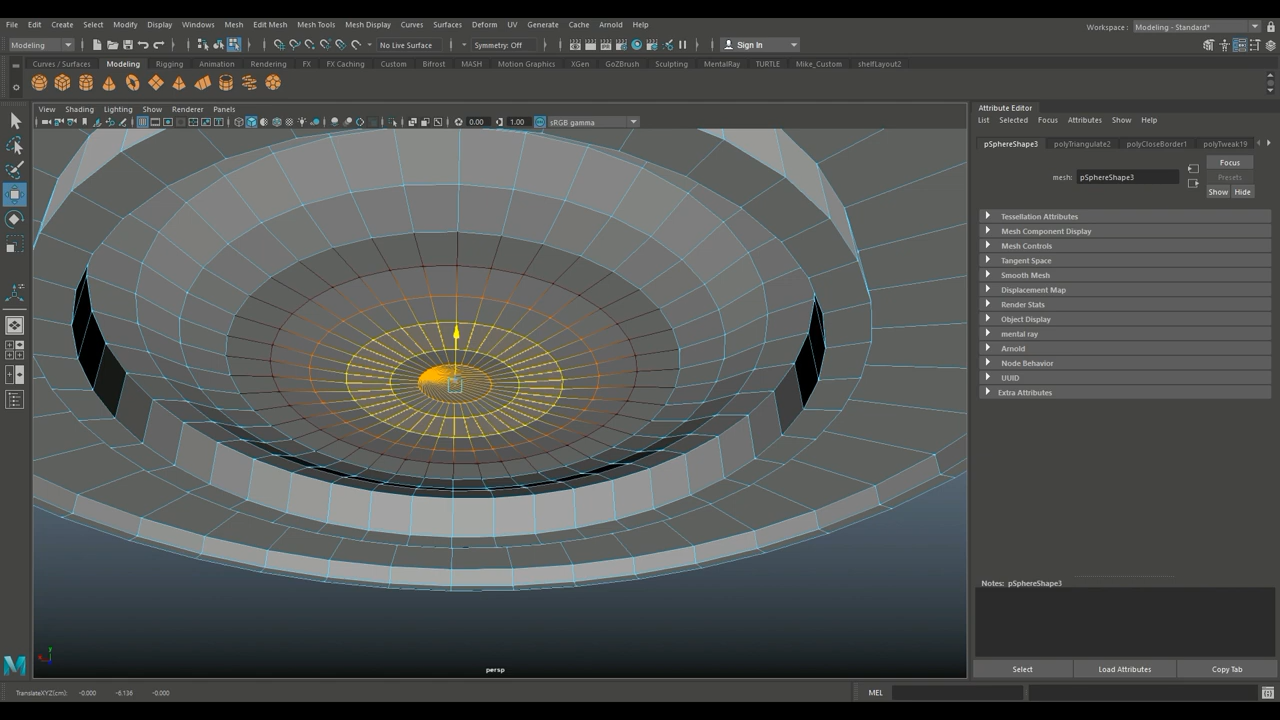 File Edit Create Select Modify Display Windows Mesh Edit Mesh Mesh Tools Mesh Display Curves Surfaces Deform UV Generate Cache Arnold Help
Workspace : Modeling - Standard*
Modeling No Live Surface Symmetry: Off Sign In
Curves / Surfaces Modeling Rigging Animation Rendering FX FX Caching Custom Bifrost MASH Motion Graphics XGen GoZBrush Sculpting MentalRay TURTLE Mike_Custom shelfLayout2
View Shading Lighting Show Renderer Panels
0.00 1.00 sRGB gamma
Attribute Editor
List Selected Focus Attributes Show Help
pSphereShape3 polyTriangulate2 polyCloseBorder1 polyTweak19
Focus
mesh: pSphereShape3 Presets
Show Hide
Tessellation Attributes
Mesh Component Display
Mesh Controls
Tangent Space
Smooth Mesh
Displacement Map
Render Stats
Object Display
mental ray
Arnold
Node Behavior
UUID
Extra Attributes
Notes: pSphereShape3
y
persp
Select Load Attributes Copy Tab
TranslateXYZ(cm): -0.000 -6.136 -0.000 MEL